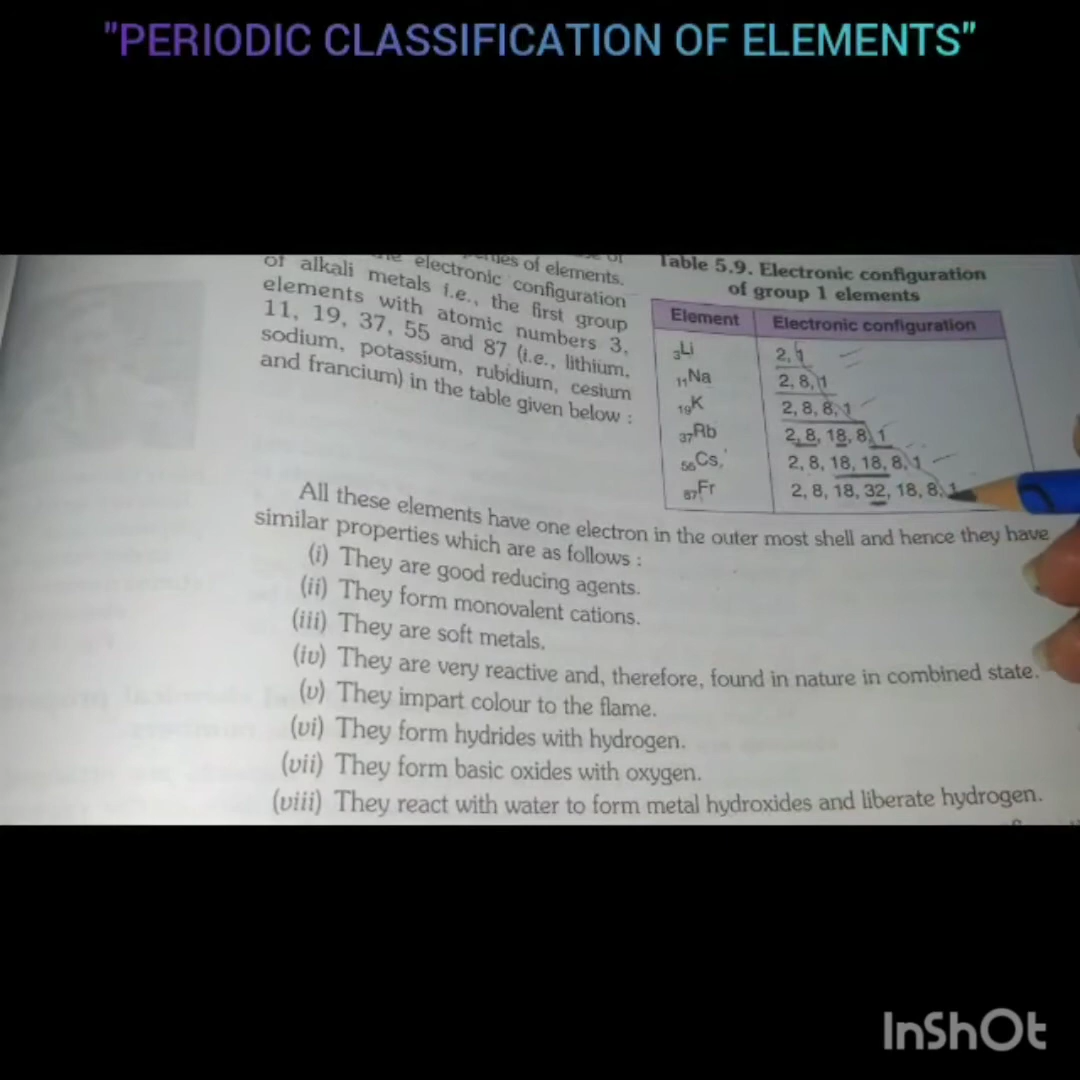 "PERIODIC CLASSIFICATION OF ELEMENTS"
of elements.
electronic configuration
of alkali metals i.e., the first group
elements with atomic numbers 3,
11, 19, 37, 55 and 87 (i.e., lithium,
sodium, potassium, rubidium, cesium
and francium) in the table given below :
Table 5.9. Electronic configuration
of group 1 elements
Element Electronic configuration
3Li 2, 1
11Na 2, 8, 1
19K 2, 8, 8, 1
37Rb 2, 8, 18, 8, 1
Cs, 2, 8, 18, 18, 8, 1
87Fr 2, 8, 18, 32, 18, 8, 1
All these elements have one electron in the outer most shell and hence they have
similar properties which are as follows :
(i) They are good reducing agents.
(ii) They form monovalent cations.
(iii) They are soft metals.
(iv) They are very reactive and, therefore, found in nature in combined state.
(v) They impart colour to the flame.
(vi) They form hydrides with hydrogen.
(vii) They form basic oxides with oxygen.
(viii) They react with water to form metal hydroxides and liberate hydrogen.
InShOt